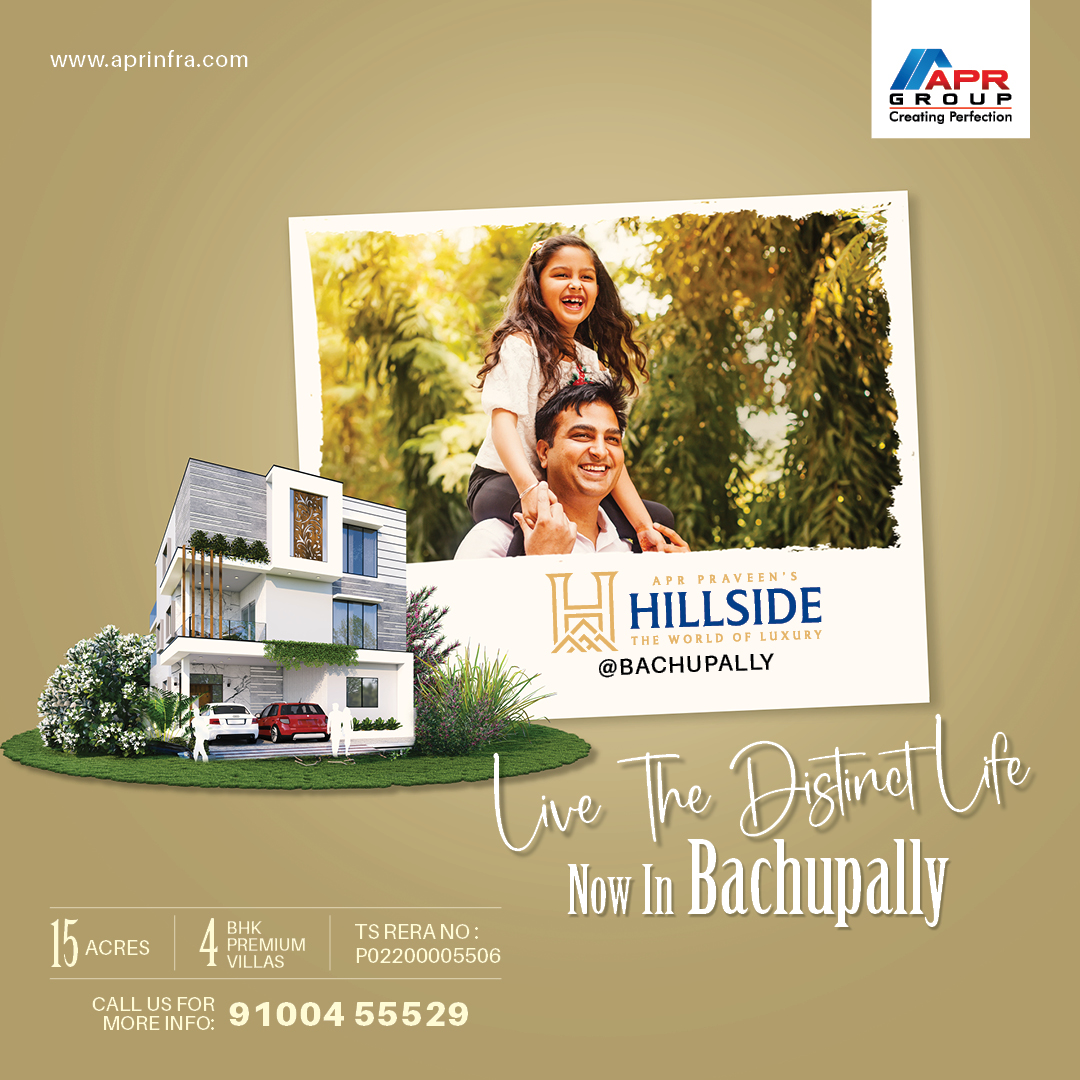 www.aprinfra.com
APR
GROUP
Creating Perfection
APR PRAVEEN'S
HILLSIDE
THE WORLD OF LUXURY
@BACHUPALLY
Live The Distinct Life
Now In Bachupally
15 ACRES
4 BHK
PREMIUM
VILLAS
TS RERA NO :
P02200005506
CALL US FOR
MORE INFO: 91004 55529